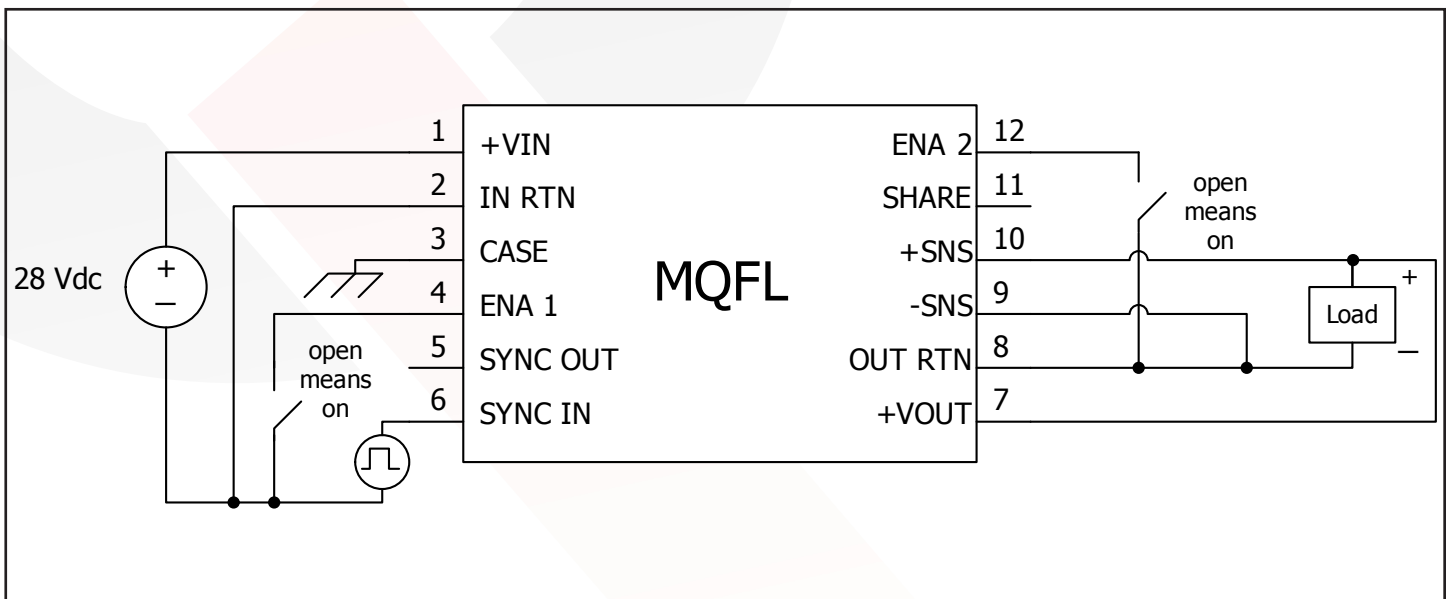 1
+VIN
2
IN RTN
3
CASE
4
ENA 1
5
SYNC OUT
6
SYNC IN
28 Vdc
+
–
open
means
on
MQFL
12
ENA 2
11
SHARE
10
+SNS
9
-SNS
8
OUT RTN
7
+VOUT
open
means
on
Load
+
–